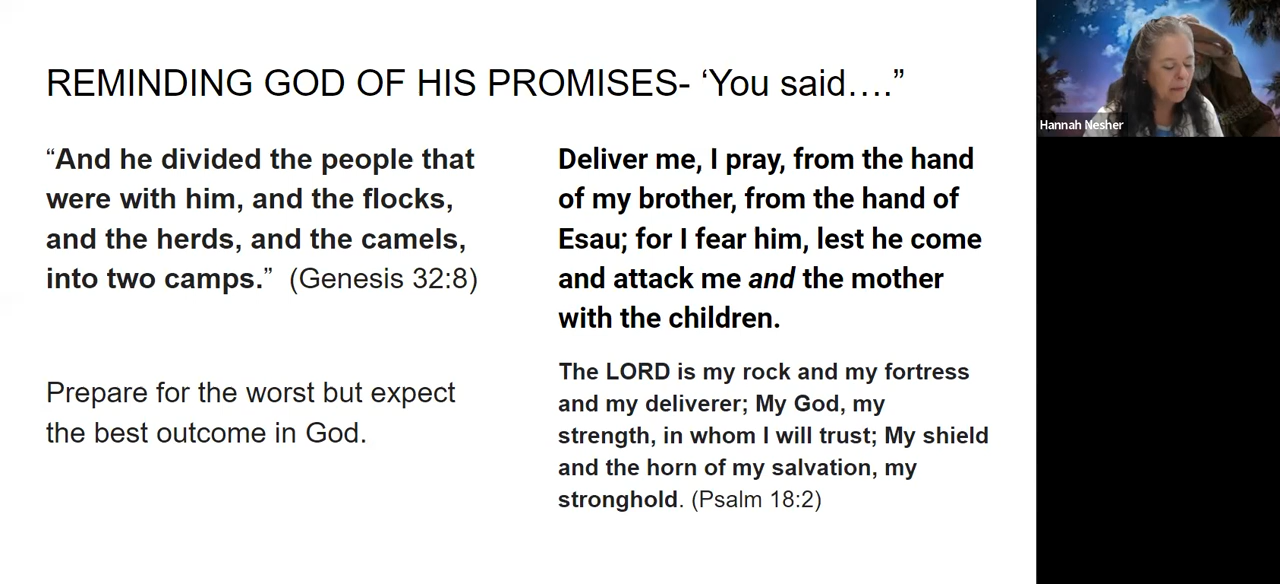 REMINDING GOD OF HIS PROMISES- ‘You said….”
“And he divided the people that
were with him, and the flocks,
and the herds, and the camels,
into two camps.” (Genesis 32:8)
Prepare for the worst but expect
the best outcome in God.
Deliver me, I pray, from the hand
of my brother, from the hand of
Esau; for I fear him, lest he come
and attack me and the mother
with the children.
The LORD is my rock and my fortress
and my deliverer; My God, my
strength, in whom I will trust; My shield
and the horn of my salvation, my
stronghold. (Psalm 18:2)
Hannah Nesher